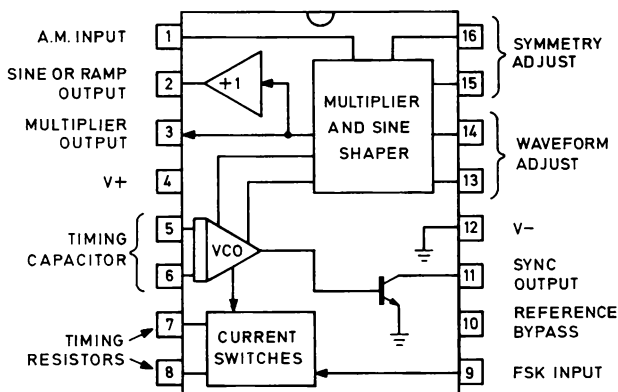 A.M. INPUT
1
16
SYMMETRY
ADJUST
SINE OR RAMP
OUTPUT
2
+1
15
MULTIPLIER
AND SINE
SHAPER
MULTIPLIER
OUTPUT
3
14
WAVEFORM
ADJUST
V+
4
13
TIMING
CAPACITOR
5
6
VCO
12
V-
11
SYNC
OUTPUT
TIMING
RESISTORS
7
8
CURRENT
SWITCHES
10
REFERENCE
BYPASS
9
FSK INPUT